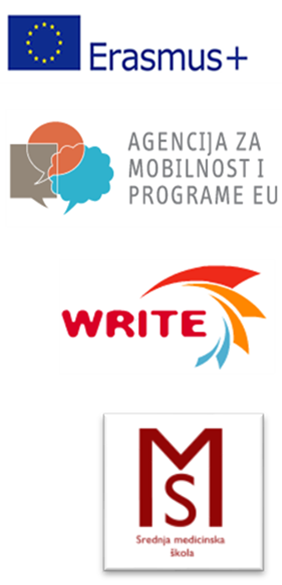 Erasmus+
AGENCIJA ZA
MOBILNOST I
PROGRAME EU
WRITE
MS
Srednja medicinska
škola